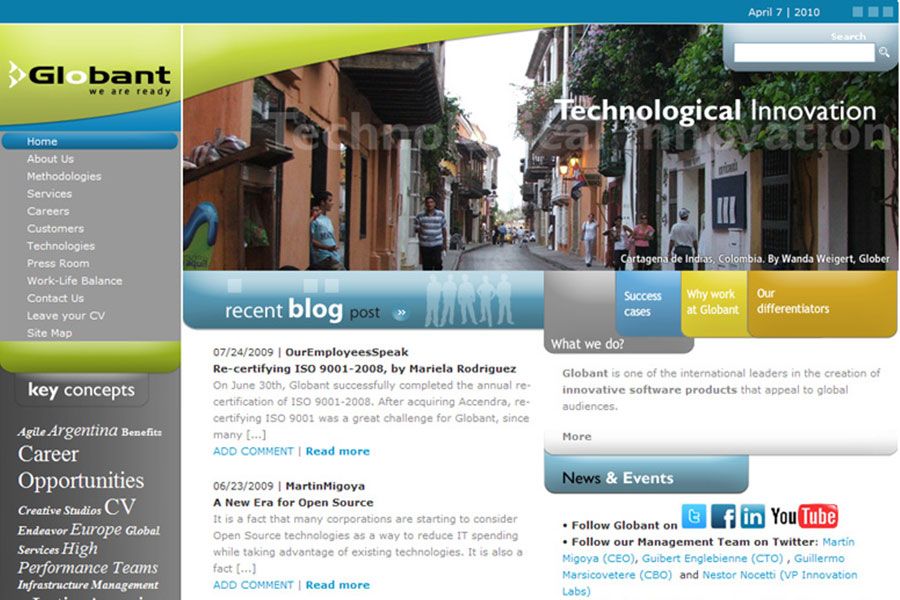 April 7 | 2010
Search
Globant
we are ready
Technological Innovation
Technological Innovation
Cartagena de Indias, Colombia. By Wanda Weigert, Glober
Home
About Us
Methodologies
Services
Careers
Customers
Technologies
Press Room
Work-Life Balance
Contact Us
Leave your CV
Site Map
key concepts
Agile Argentina Benefits
Career
Opportunities
Creative Studios CV
Endeavor Europe Global
Services High
Performance Teams
Infrastructure Management
recent blog post »
07/24/2009 | OurEmployeesSpeak
Re-certifying ISO 9001-2008, by Mariela Rodriguez
On June 30th, Globant successfully completed the annual re-
certification of ISO 9001-2008. After acquiring Accendra, re-
certifying ISO 9001 was a great challenge for Globant, since
many [...]
ADD COMMENT | Read more
06/23/2009 | MartinMigoya
A New Era for Open Source
It is a fact that many corporations are starting to consider
Open Source technologies as a way to reduce IT spending
while taking advantage of existing technologies. It is also a
fact [...]
ADD COMMENT | Read more
What we do?
Success
cases
Why work
at Globant
Our
differentiators
Globant is one of the international leaders in the creation of
innovative software products that appeal to global
audiences.
More
News & Events
• Follow Globant on t f in YouTube
• Follow our Management Team on Twitter: Martín
Migoya (CEO), Guibert Englebienne (CTO) , Guillermo
Marsicovetere (CBO) and Nestor Nocetti (VP Innovation
Labs)